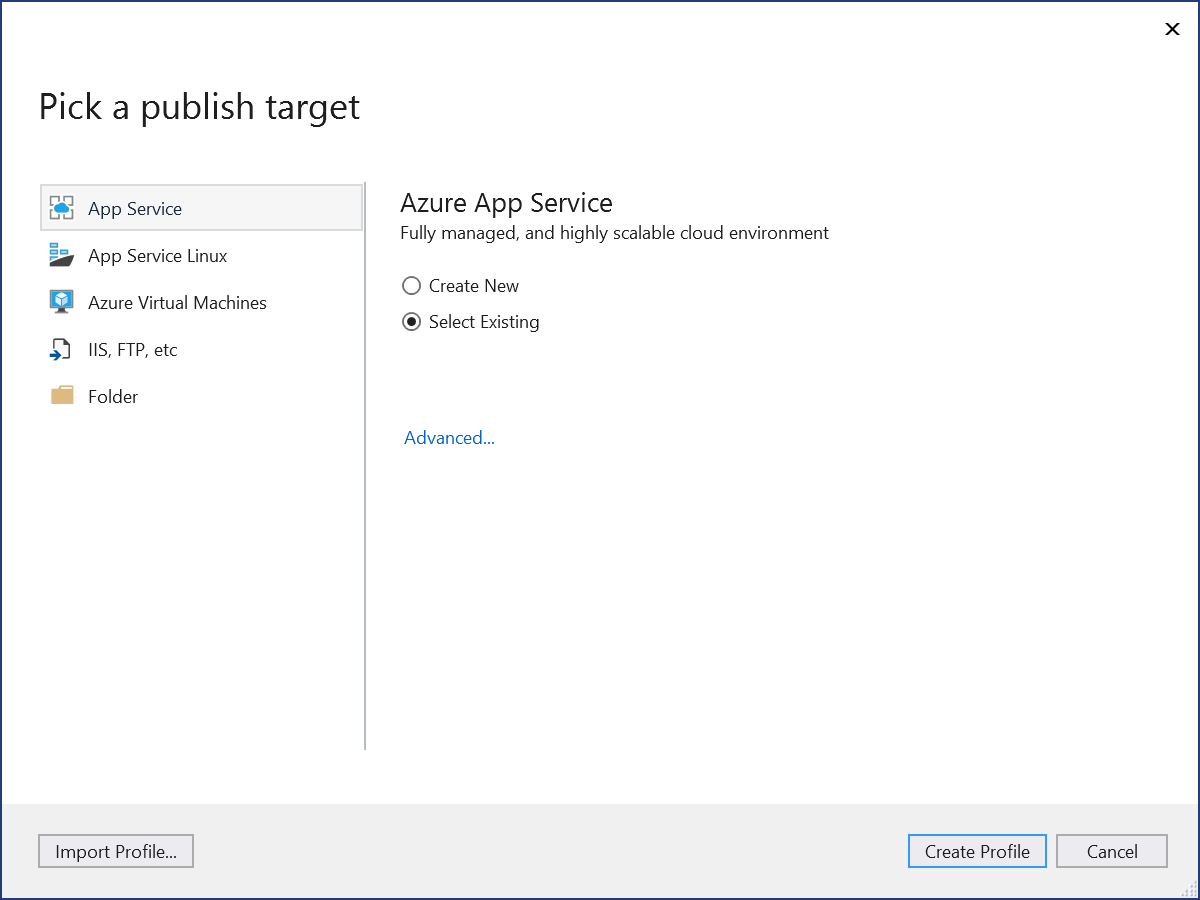 Pick a publish target
App Service
App Service Linux
Azure Virtual Machines
IIS, FTP, etc
Folder
Azure App Service
Fully managed, and highly scalable cloud environment
Create New
Select Existing
Advanced...
Import Profile...
Create Profile
Cancel